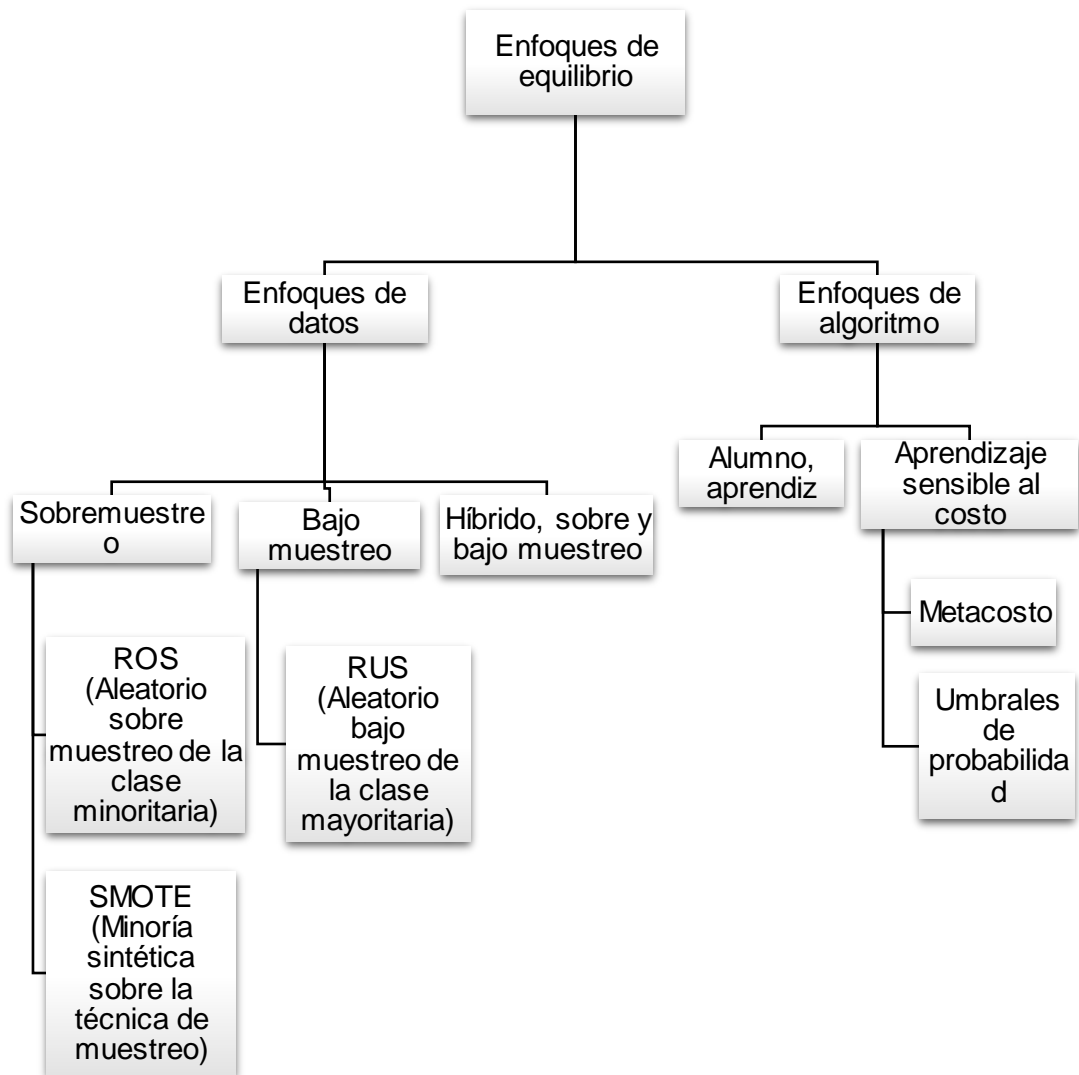 Enfoques de
equilibrio
Enfoques de
datos
Enfoques de
algoritmo
Alumno,
aprendiz
Aprendizaje
sensible al
costo
Sobremuestre
o
Bajo
muestreo
Híbrido, sobre y
bajo muestreo
Metacosto
ROS
(Aleatorio
sobre
muestreo de la
clase
minoritaria)
RUS
(Aleatorio
bajo
muestreo de
la clase
mayoritaria)
Umbrales
de
probabilida
d
SMOTE
(Minoría
sintética
sobre la
técnica de
muestreo)